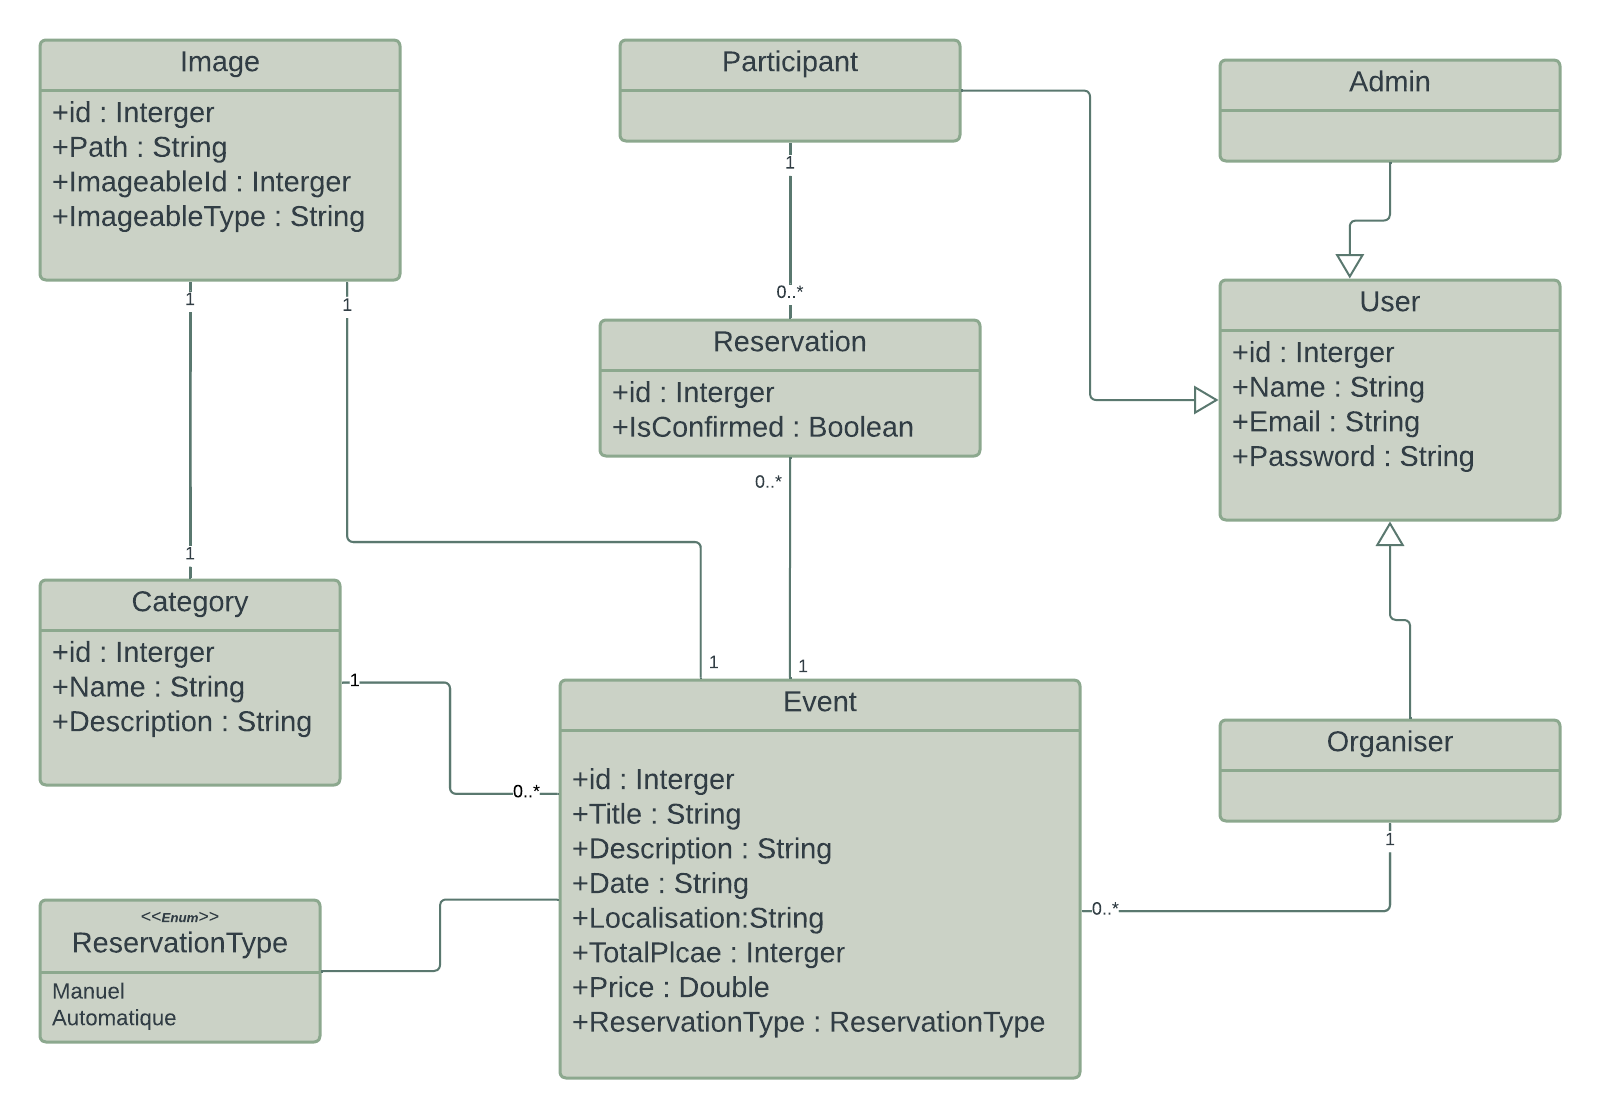 Image
+id : Interger
+Path : String
+ImageableId : Interger
+ImageableType : String
1
1
Participant
1
0..*
Admin
User
+id : Interger
+Name : String
+Email : String
+Password : String
Reservation
+id : Interger
+IsConfirmed : Boolean
0..*
1
1
1
Category
+id : Interger
+Name : String
+Description : String
1
0..*
Event
+id : Interger
+Title : String
+Description : String
+Date : String
+Localisation:String
+TotalPlcae : Interger
+Price : Double
+ReservationType : ReservationType
Organiser
1
0..*
<<Enum>>
ReservationType
Manuel
Automatique